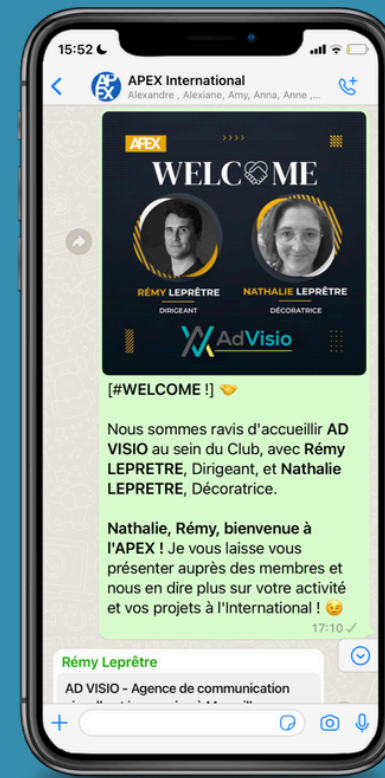 15:52
APEX International
Alexandre , Alexiane, Amy, Anna, Anne ,...
APEX
>>>>
WELCOME
RÉMY LEPRÊTRE
NATHALIE LEPRÊTRE
DIRIGEANT
DÉCORATRICE
AdVisio
[#WELCOME !] 🤝
Nous sommes ravis d'accueillir AD
VISIO au sein du Club, avec Rémy
LEPRETRE, Dirigeant, et Nathalie
LEPRETRE, Décoratrice.
Nathalie, Rémy, bienvenue à
l'APEX ! Je vous laisse vous
présenter auprès des membres et
nous en dire plus sur votre activité
et vos projets à l'International ! 😉
17:10
Rémy Leprêtre
AD VISIO - Agence de communication